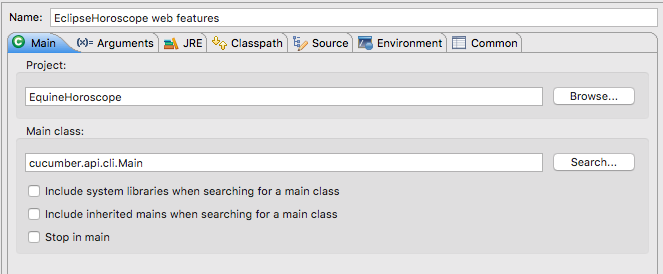 Name: EclipseHoroscope web features
Main (x)= Arguments JRE Classpath Source Environment Common
Project:
EquineHoroscope Browse...
Main class:
cucumber.api.cli.Main Search...
Include system libraries when searching for a main class
Include inherited mains when searching for a main class
Stop in main